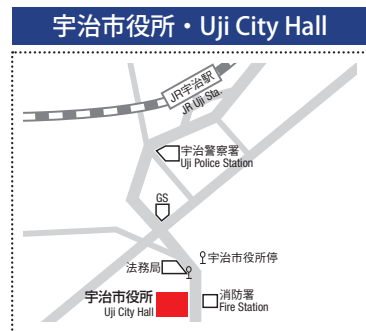 宇治市役所・Uji City Hall
JR宇治駅
JR Uji Sta.
宇治警察署
Uji Police Station
GS
宇治市役所停
法務局
宇治市役所
Uji City Hall
消防署
Fire Station